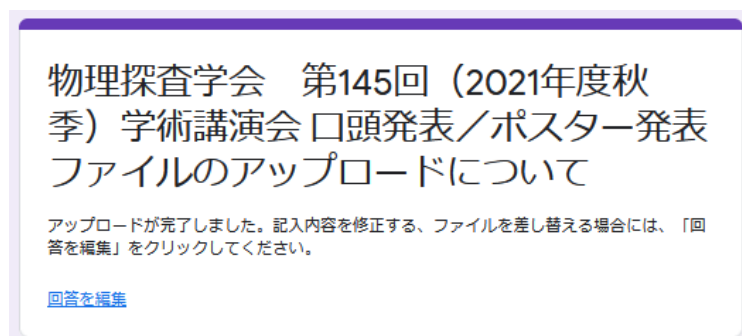 物理探査学会　第145回（2021年度秋
季）学術講演会 口頭発表／ポスター発表
ファイルのアップロードについて
アップロードが完了しました。記入内容を修正する、ファイルを差し替える場合には、「回
答を編集」をクリックしてください。
回答を編集